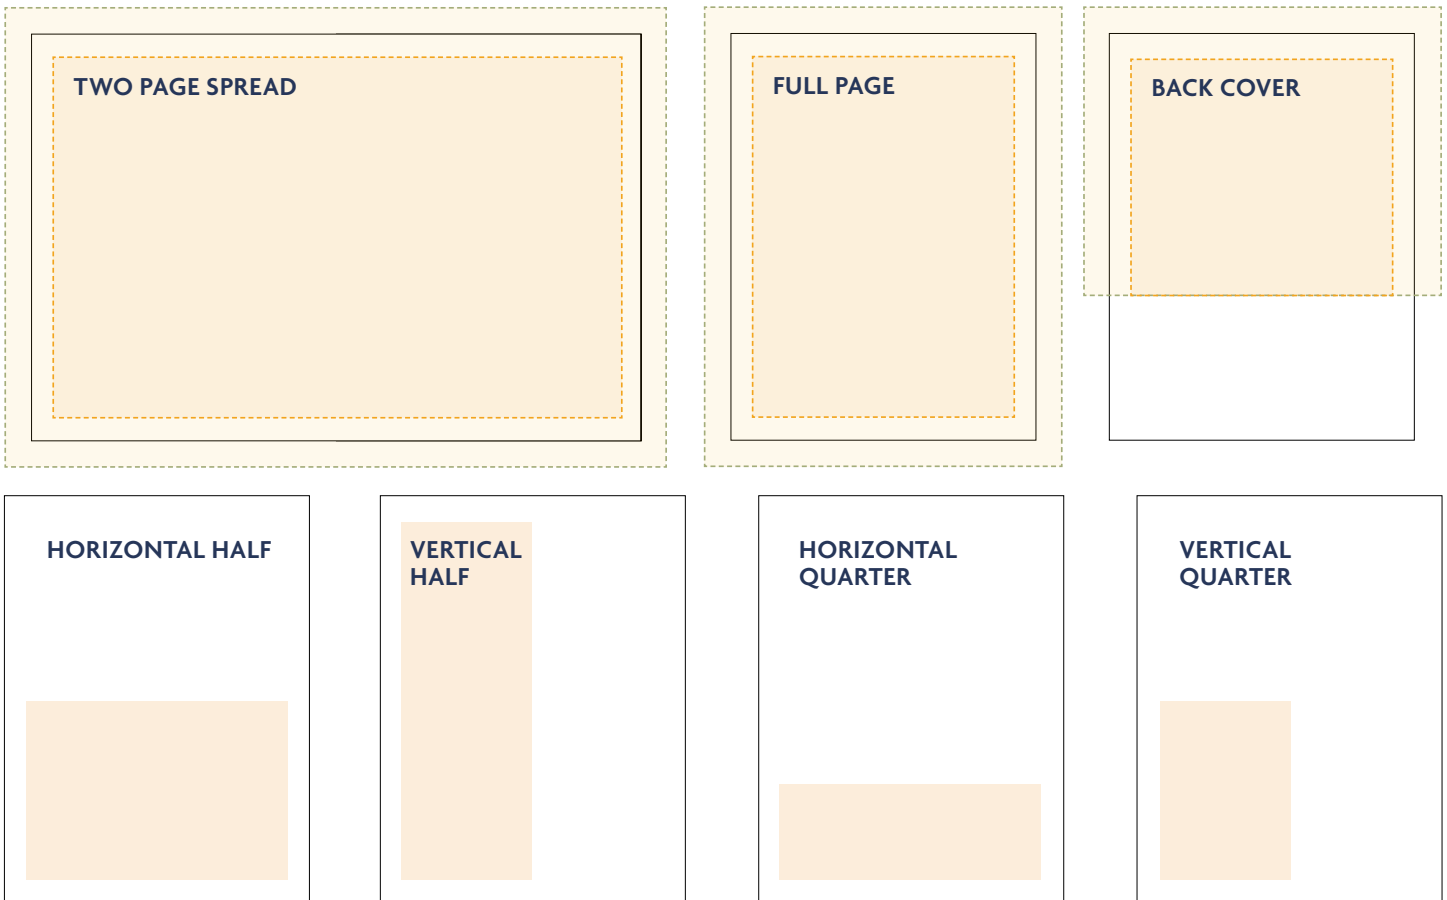 TWO PAGE SPREAD
FULL PAGE
BACK COVER
HORIZONTAL HALF
VERTICAL
HALF
HORIZONTAL
QUARTER
VERTICAL
QUARTER